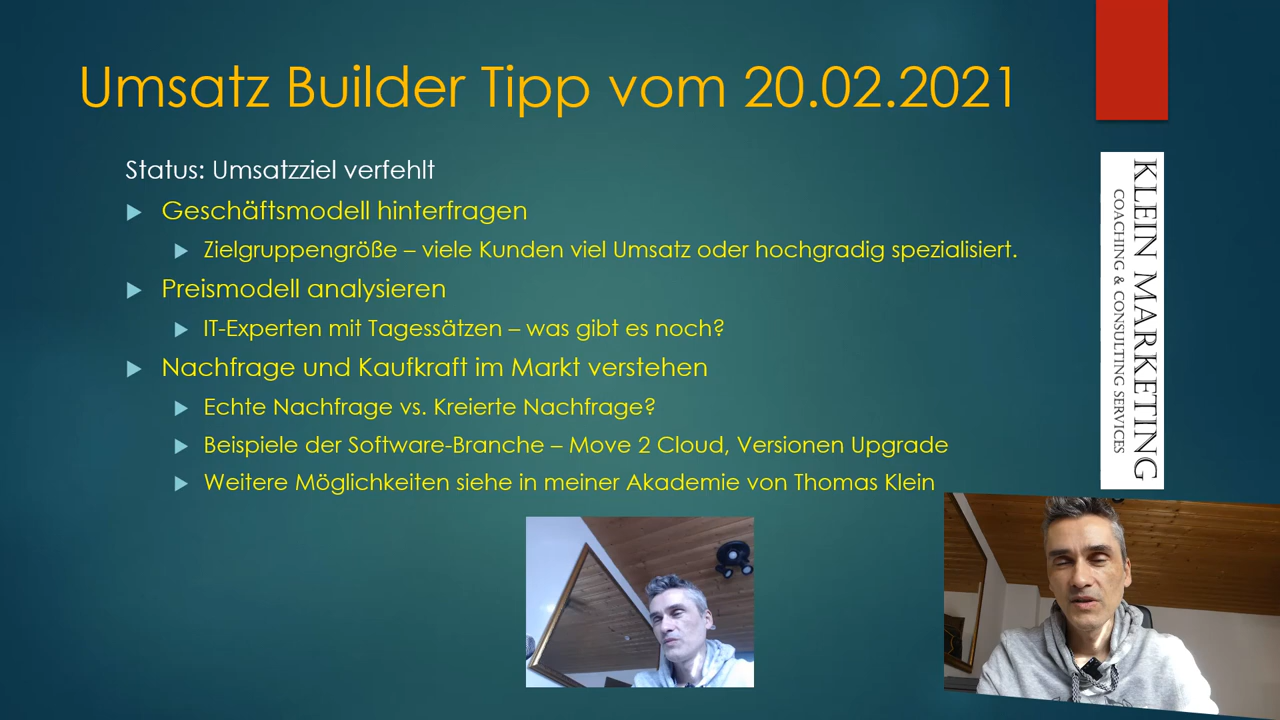 Umsatz Builder Tipp vom 20.02.2021
Status: Umsatzziel verfehlt
Geschäftsmodell hinterfragen
Zielgruppengröße – viele Kunden viel Umsatz oder hochgradig spezialisiert.
Preismodell analysieren
IT-Experten mit Tagessätzen – was gibt es noch?
Nachfrage und Kaufkraft im Markt verstehen
Echte Nachfrage vs. Kreierte Nachfrage?
Beispiele der Software-Branche – Move 2 Cloud, Versionen Upgrade
Weitere Möglichkeiten siehe in meiner Akademie von Thomas Klein
KLEIN MARKETING
COACHING & CONSULTING SERVICES